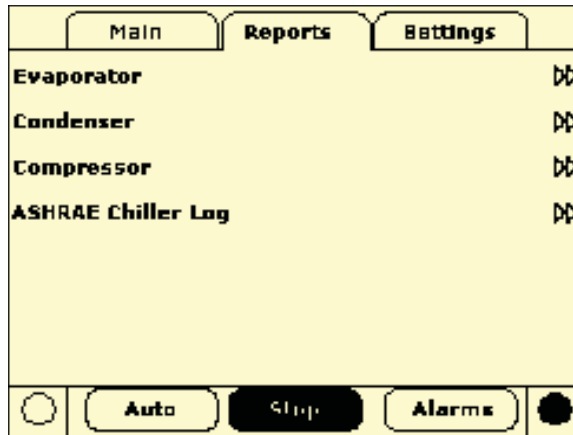 Main Reports Settings
Evaporator
Condenser
Compressor
ASHRAE Chiller Log
Auto Stop Alarms